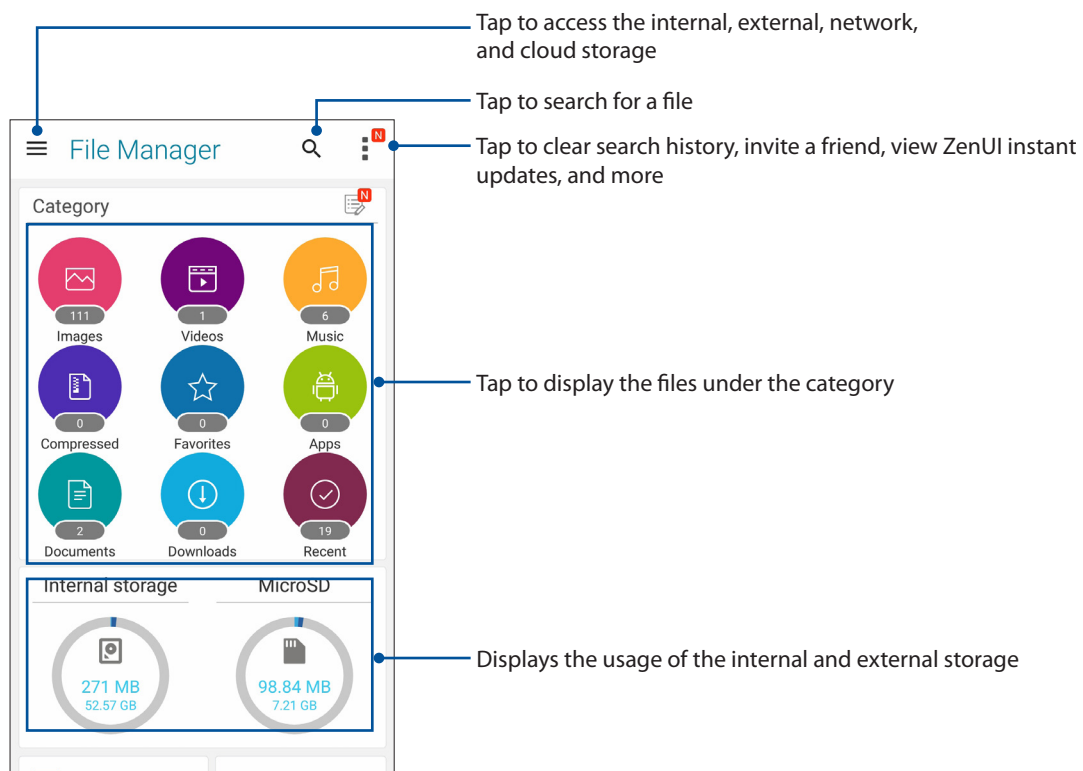 Tap to access the internal, external, network,
and cloud storage
Tap to search for a file
File Manager
N
Tap to clear search history, invite a friend, view ZenUI instant
updates, and more
Category
N
111
1
6
Images
Videos
Music
Tap to display the files under the category
0
0
0
Compressed
Favorites
Apps
2
0
19
Documents
Downloads
Recent
Internal storage
MicroSD
Displays the usage of the internal and external storage
271 MB
98.84 MB
52.57 GB
7.21 GB